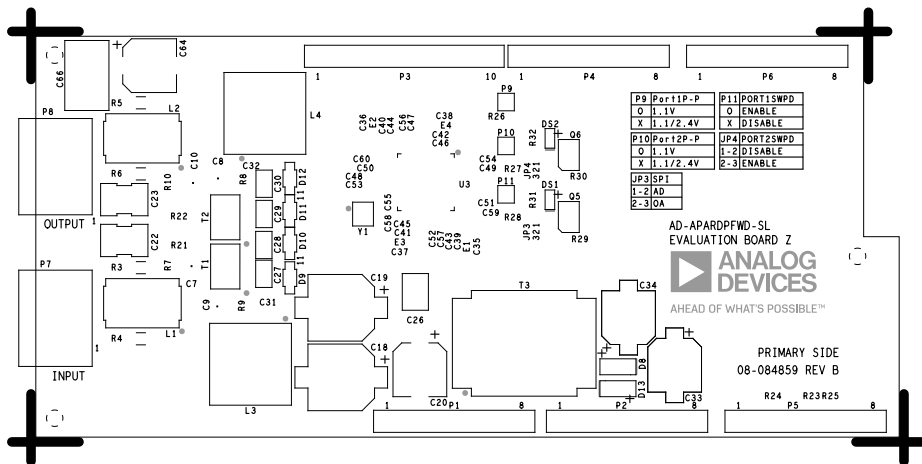 C64
C66
R5
P8
L2
L4
1 P3 10
1 P4 8
1 P6 8
P9
R26
P10
R27
P11
R28
C36
E2
C40
C44
C56
C47
C38
E4
C42
C46
C54
C49
U3
C51
C59
DS2
R32
Q6
R30
JP4
321
DS1
R31
Q5
R29
JP3
321
P9 Port1P-P
O 1.1V
X 1.1/2.4V
P11 PORT1SWPD
O ENABLE
X DISABLE
P10 Port2P-P
O 1.1V
X 1.1/2.4V
JP4 PORT2SWPD
1-2 DISABLE
2-3 ENABLE
JP3 SPI
1-2 AD
2-3 OA
R6
R10
C10
C8
C32
R8
C30
D12
11
C29
D11
C28
D10
11
C27
D9
C31
R9
C60
C50
C48
C53
Y1
C55
C58
C45
C41
E3
C37
C52
C57
C43
C39
E1
C35
OUTPUT 1
C23
R22
T2
C22
R21
R3
R7
C7
T1
C9
P7
L1
R4
1
INPUT
L3
C19
C18
C26
C20
T3
C34
D8
D13
C33
AD-APARDPFWD-SL
EVALUATION BOARD Z
ANALOG
DEVICES
AHEAD OF WHAT'S POSSIBLE™
PRIMARY SIDE
08-084859 REV B
R24 R23R25
1 P1 8
1 P2 8
1 P5 8